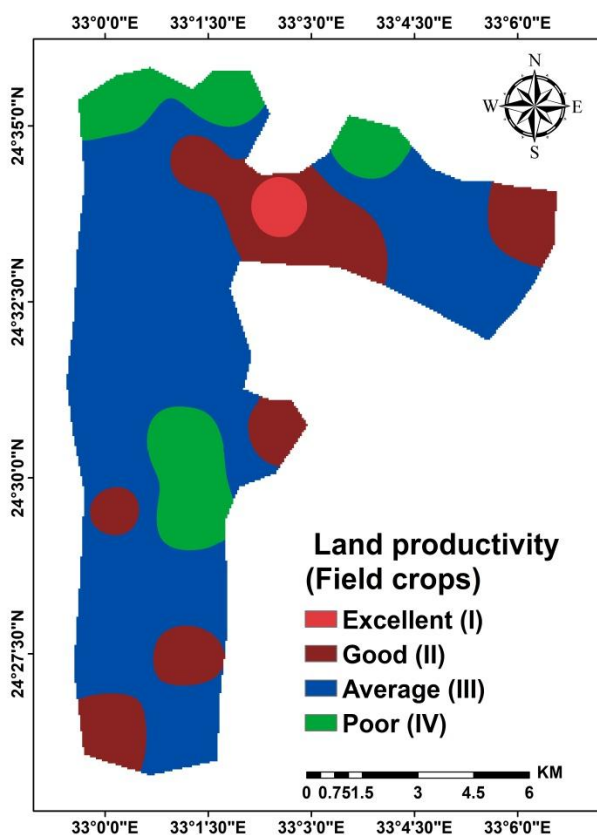 33°0'0"E 33°1'30"E 33°3'0"E 33°4'30"E 33°6'0"E
N
W E
S
24°35'0"N
24°32'30"N
24°30'0"N
24°27'30"N
Land productivity
(Field crops)
Excellent (I)
Good (II)
Average (III)
Poor (IV)
KM
0 0.751.5 3 4.5 6
33°0'0"E 33°1'30"E 33°3'0"E 33°4'30"E 33°6'0"E